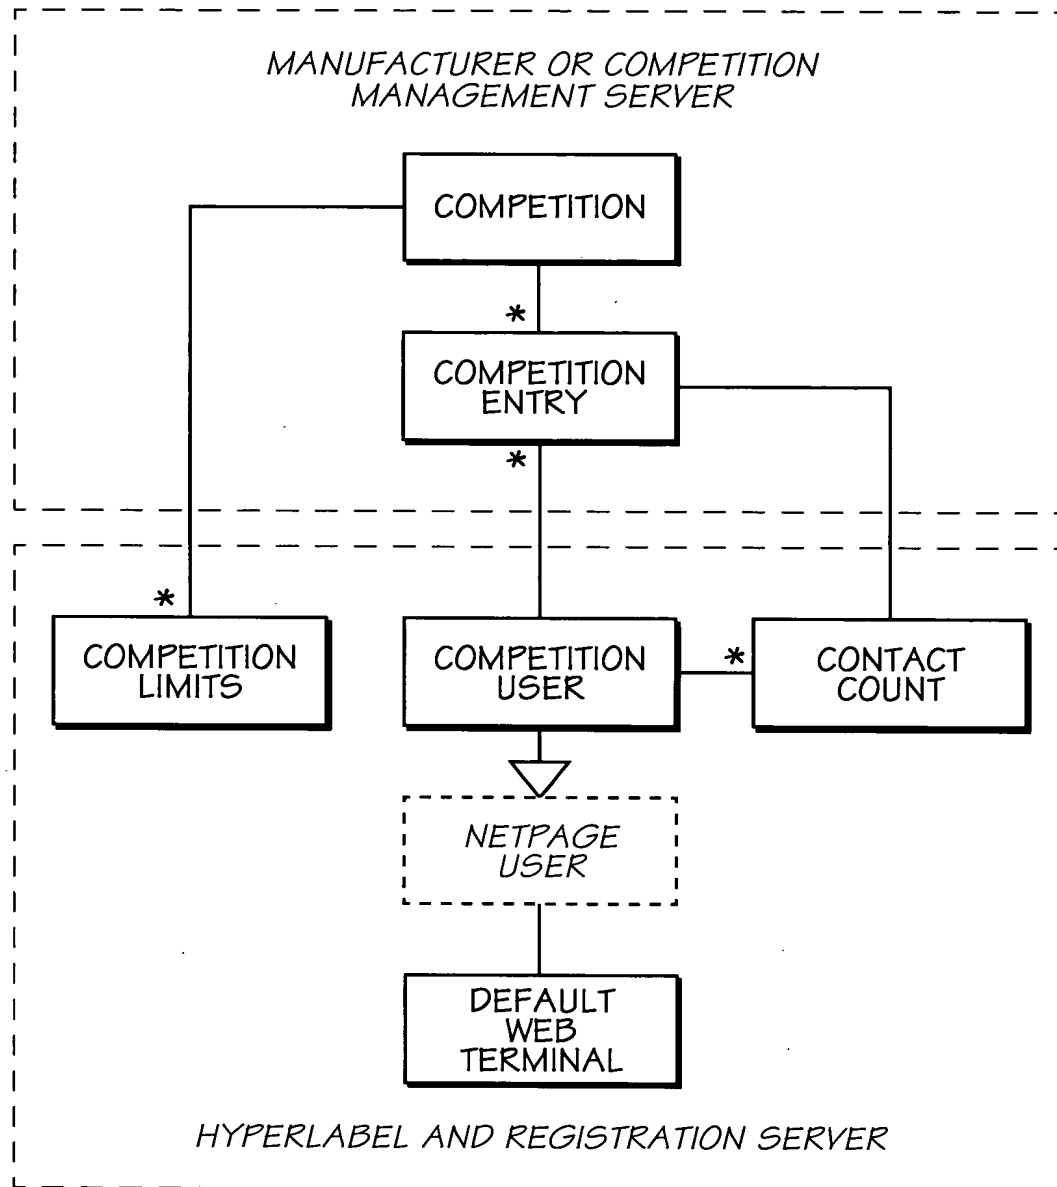 MANUFACTURER OR COMPETITION
MANAGEMENT SERVER
COMPETITION
*
COMPETITION
ENTRY
*
*
COMPETITION
LIMITS
COMPETITION
USER
*
CONTACT
COUNT
NETPAGE
USER
DEFAULT
WEB
TERMINAL
HYPERLABEL AND REGISTRATION SERVER